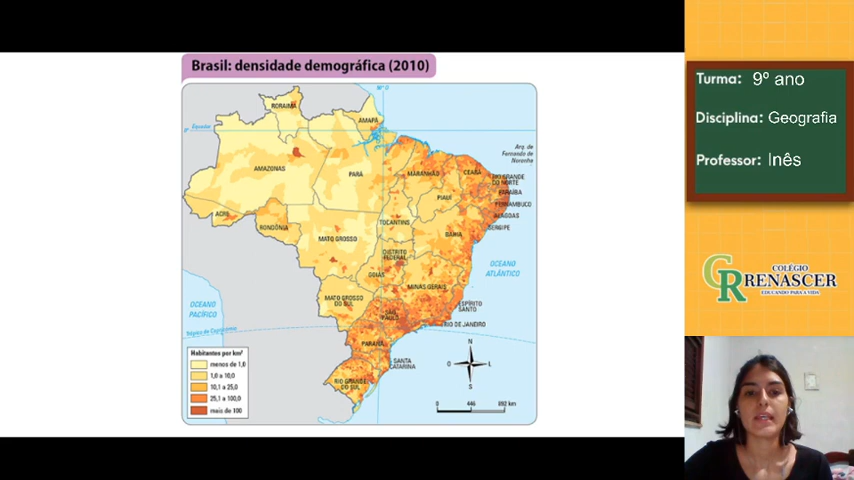 Brasil: densidade demográfica (2010)
50° O
RORAIMA
AMAPÁ
Equador
0°
Arq. de
Fernando de
Noronha
AMAZONAS
PARÁ
MARANHÃO
CEARÁ
RIO GRANDE
DO NORTE
PARAÍBA
PERNAMBUCO
ALAGOAS
SERGIPE
PIAUÍ
ACRE
RONDÔNIA
TOCANTINS
MATO GROSSO
BAHIA
DISTRITO
FEDERAL
GOIÁS
OCEANO
ATLÂNTICO
MINAS GERAIS
MATO GROSSO
DO SUL
ESPÍRITO
SANTO
OCEANO
PACÍFICO
SÃO
PAULO
RIO DE JANEIRO
Trópico de Capricórnio
PARANÁ
SANTA
CATARINA
RIO GRANDE
DO SUL
N
O
L
S
Habitantes por km²
menos de 1,0
1,0 a 10,0
10,1 a 25,0
25,1 a 100,0
mais de 100
0 446 892 km
Turma: 9º ano
Disciplina: Geografia
Professor: Inês
CR
COLÉGIO
RENASCER
EDUCANDO PARA A VIDA